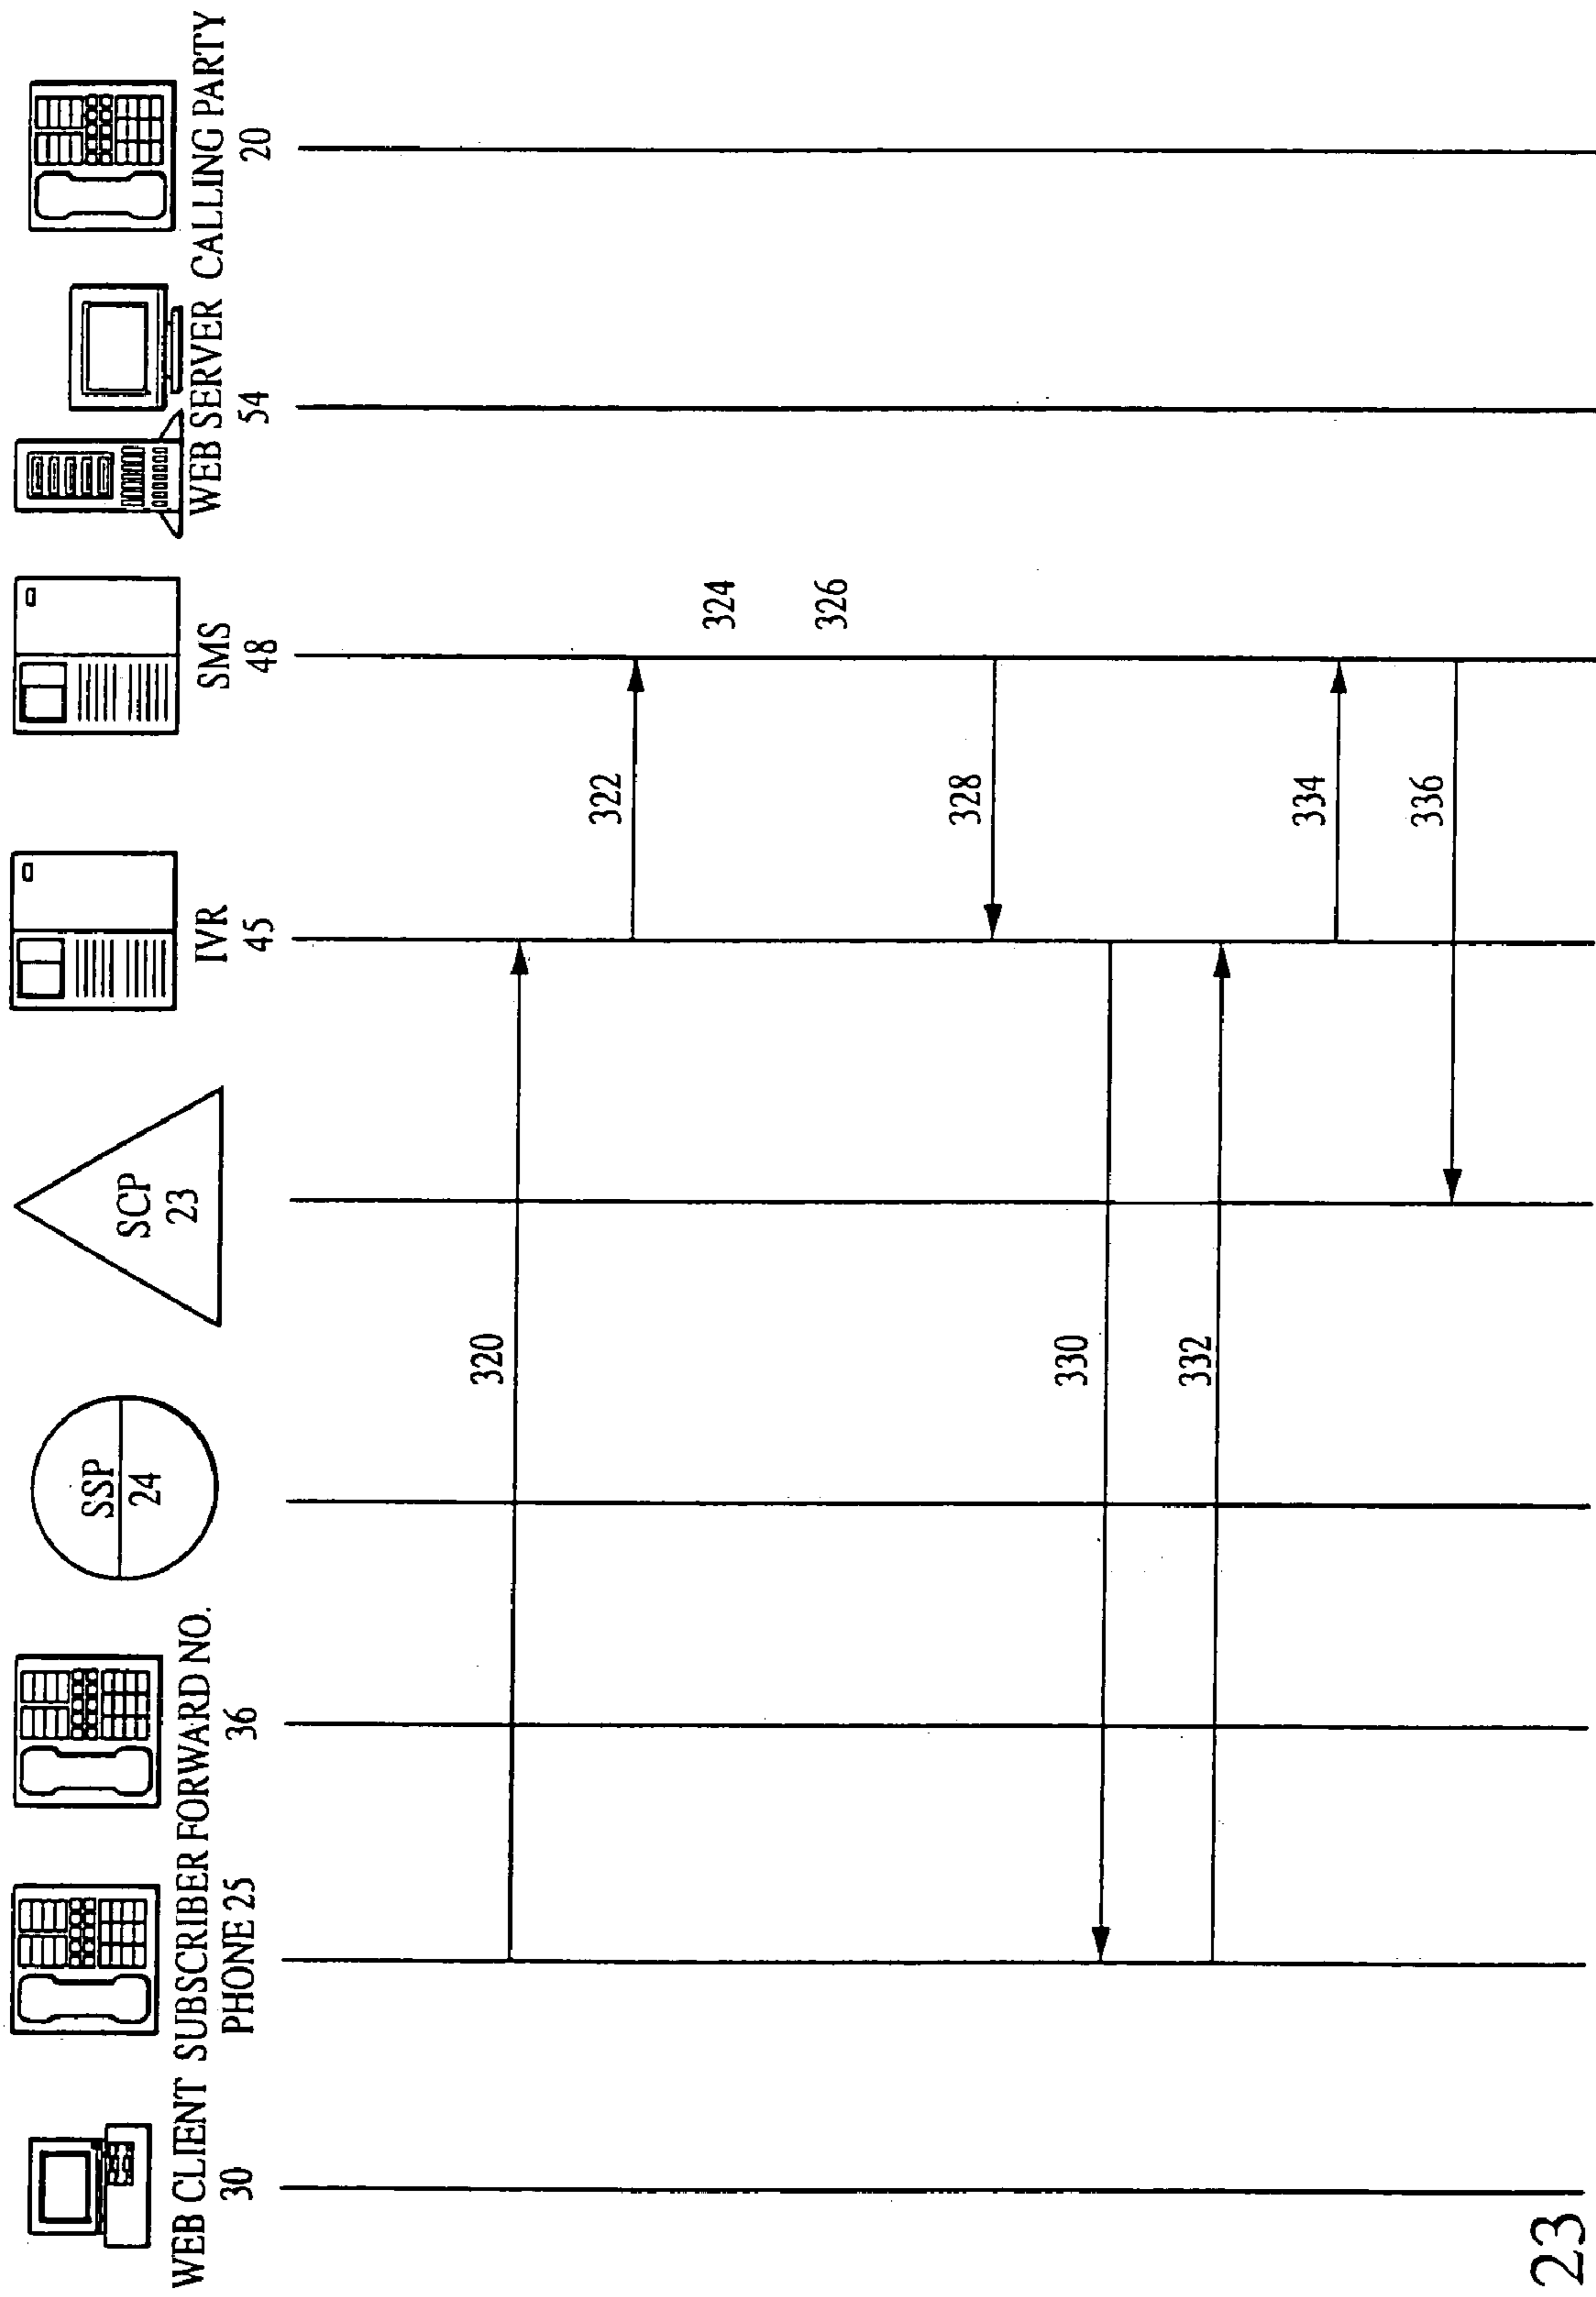 WEB CLIENT
30
SUBSCRIBER
PHONE 25
FORWARD NO.
36
SSP
24
SCP
23
IVR
45
SMS
48
WEB SERVER
54
CALLING PARTY
20
320
322
324
326
328
330
332
334
336
23